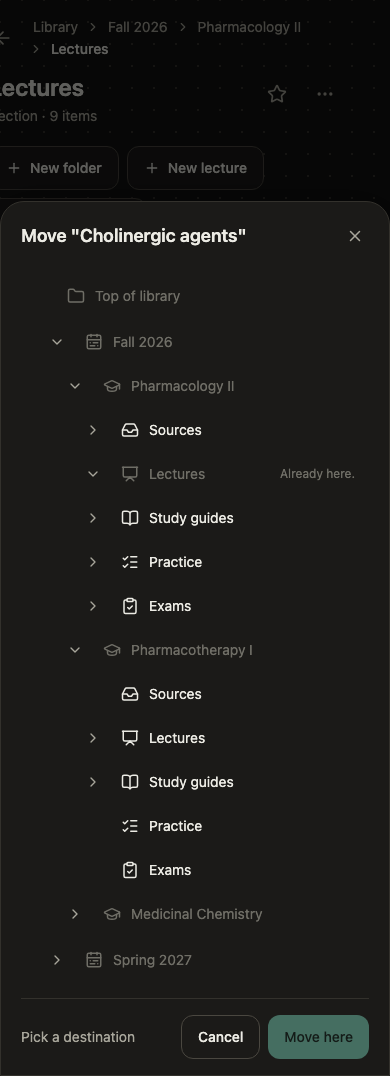 Library > Fall 2026 > Pharmacology II
> Lectures
Lectures
ection · 9 items
+ New folder
+ New lecture
Move "Cholinergic agents"
Top of library
Fall 2026
Pharmacology II
Sources
Lectures Already here.
Study guides
Practice
Exams
Pharmacotherapy I
Sources
Lectures
Study guides
Practice
Exams
Medicinal Chemistry
Spring 2027
Pick a destination
Cancel
Move here